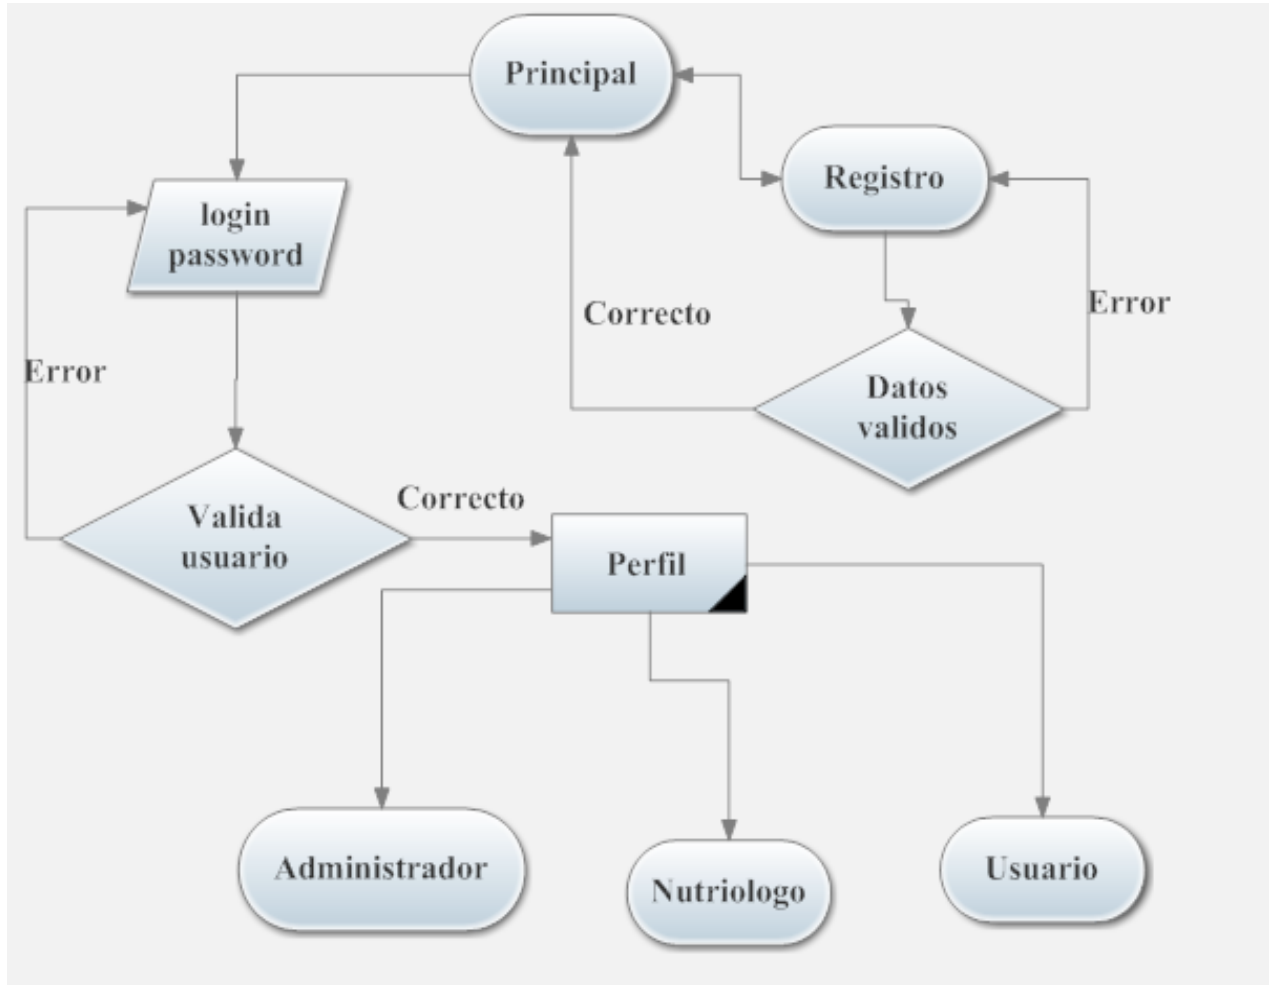 Principal
Registro
login
password
Correcto
Error
Error
Datos
validos
Correcto
Valida
usuario
Perfil
Administrador
Nutriologo
Usuario